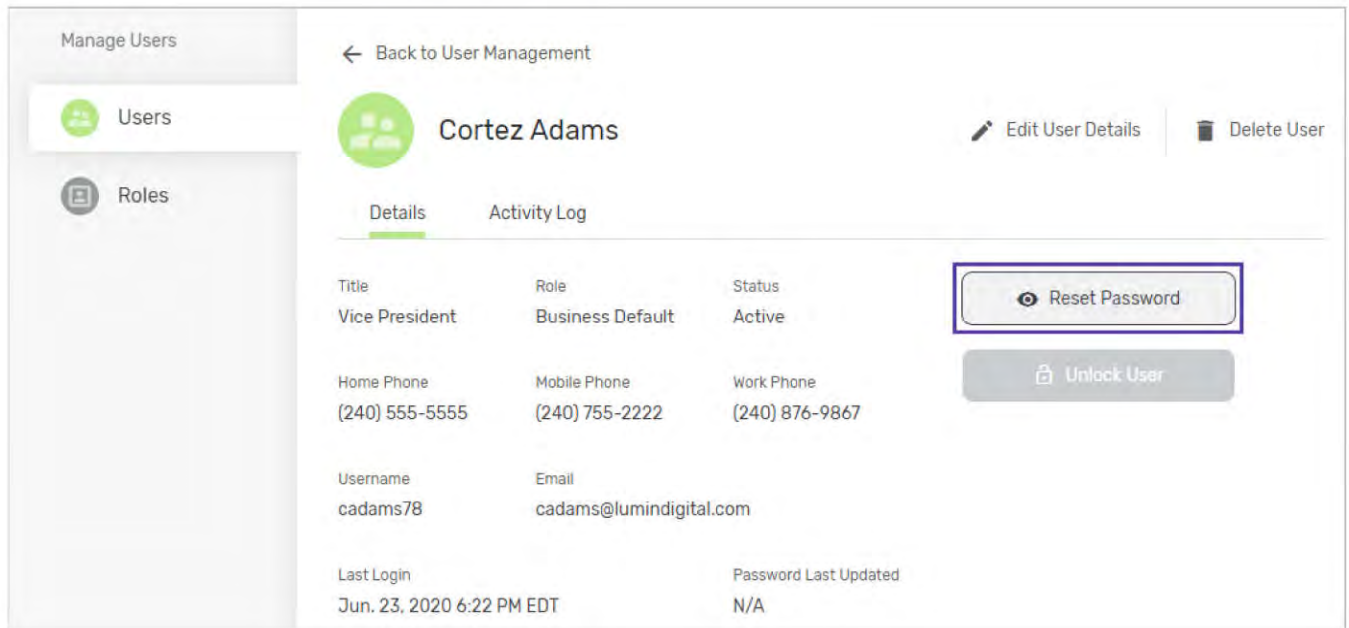 Manage Users
Users
Roles
Back to User Management
Cortez Adams
Edit User Details
Delete User
Details Activity Log
Title Role Status
Vice President Business Default Active
Reset Password
Home Phone Mobile Phone Work Phone
(240) 555-5555 (240) 755-2222 (240) 876-9867
Unlock User
Username Email
cadams78 cadams@lumindigital.com
Last Login Password Last Updated
Jun. 23, 2020 6:22 PM EDT N/A